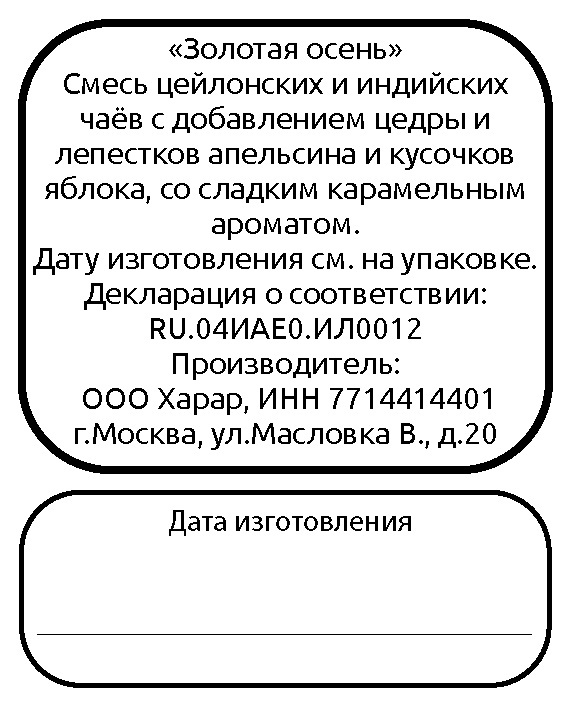 «Золотая осень»
Смесь цейлонских и индийских
чаёв с добавлением цедры и
лепестков апельсина и кусочков
яблока, со сладким карамельным
ароматом.
Дату изготовления см. на упаковке.
Декларация о соответствии:
RU.04ИАЕ0.ИЛ0012
Производитель:
ООО Харар, ИНН 7714414401
г.Москва, ул.Масловка В., д.20
Дата изготовления